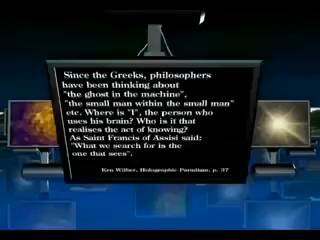 Since the Greeks, philosophers
have been thinking about
"the ghost in the machine",
"the small man within the small man"
etc. Where is "I", the person who
uses his brain? Who is it that
realises the act of knowing?
As Saint Francis of Assisi said:
"What we search for is the
one that sees".
Ken Wilber, Holographic Paradigm, p. 37